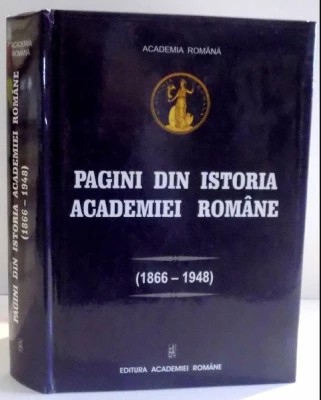 ACADEMIA ROMÂNĂ
PAGINI DIN ISTORIA
ACADEMIEI ROMÂNE
(1866 – 1948)
EDITURA ACADEMIEI ROMÂNE
ACADEMIA
ROMÂNĂ
PAGINI DIN ISTORIA ACADEMIEI ROMÂNE
(1866 – 1948)